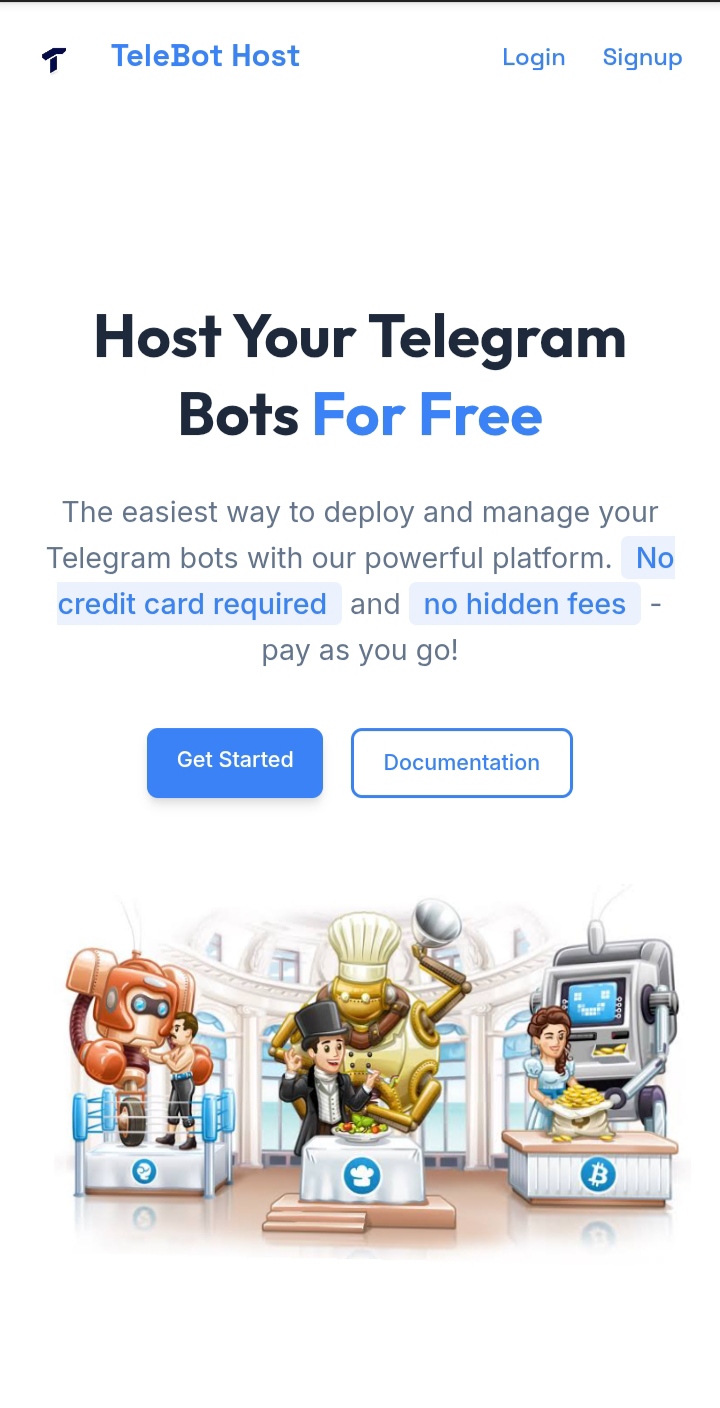 TeleBot Host
Login
Signup
Host Your Telegram
Bots For Free
The easiest way to deploy and manage your
Telegram bots with our powerful platform. No
credit card required and no hidden fees -
pay as you go!
Get Started
Documentation